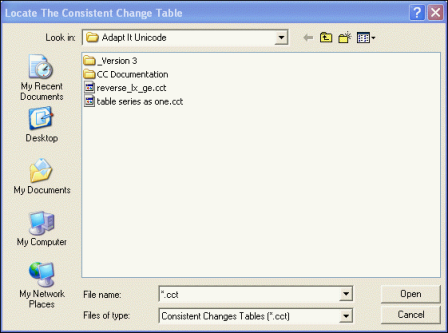 Locate The Consistent Change Table
Look in:
Adapt It Unicode
_Version 3
CC Documentation
reverse_lx_ge.cct
table series as one.cct
My Recent
Documents
Desktop
My Documents
My Computer
My Network
Places
File name:
*.cct
Open
Files of type:
Consistent Changes Tables (*.cct)
Cancel